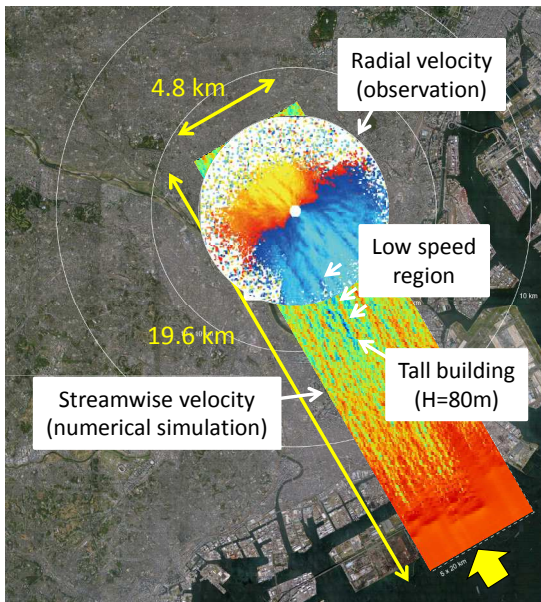 Radial velocity
(observation)
4.8 km
Low speed
region
10 km
19.6 km
Tall building
(H=80m)
Streamwise velocity
(numerical simulation)
5 x 20 km